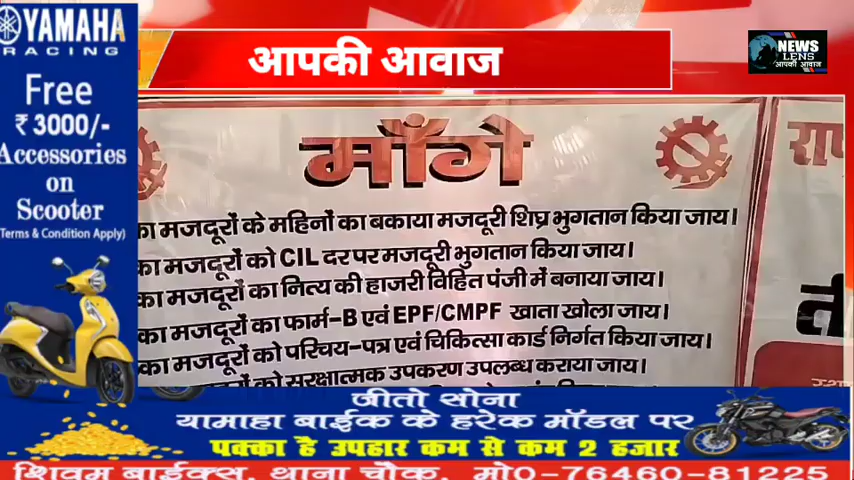 YAMAHA
RACING
Free
₹3000/-
Accessories
on
Scooter
(Terms & Condition Apply)
आपकी आवाज
NEWS
LENS
आपकी आवाज
माँगे
का मजदूरों के महिनों का बकाया मजदूरी शिघ्र भुगतान किया जाय।
का मजदूरों को CIL दर पर मजदूरी भुगतान किया जाय।
का मजदूरों का नित्य की हाजरी विहित पंजी में बनाया जाय।
का मजदूरों का फार्म-B एवं EPF/CMPF खाता खोला जाय।
का मजदूरों को परिचय-पत्र एवं चिकित्सा कार्ड निर्गत किया जाय।
को सुरक्षात्मक उपकरण उपलब्ध कराया जाय।
जीतो सोना
यामाहा बाईक के हरेक मॉडल पर
पक्का है उपहार कम से कम 2 हजार
शिवम बाईक्स, थाना चौक, मो0-76460-81225